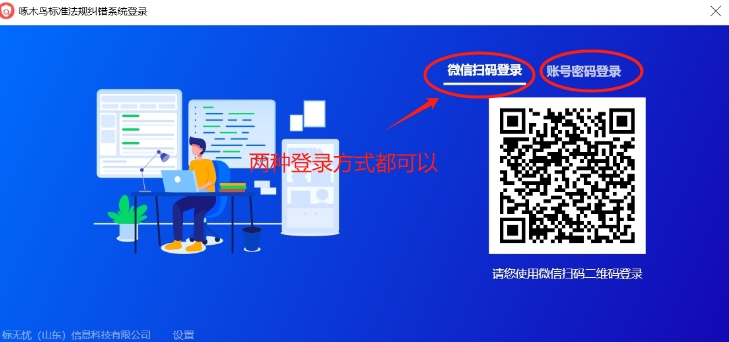 啄木鸟标准法规纠错系统登录
微信扫码登录 账号密码登录
两种登录方式都可以
请您使用微信扫码二维码登录
标无忧（山东）信息科技有限公司 设置